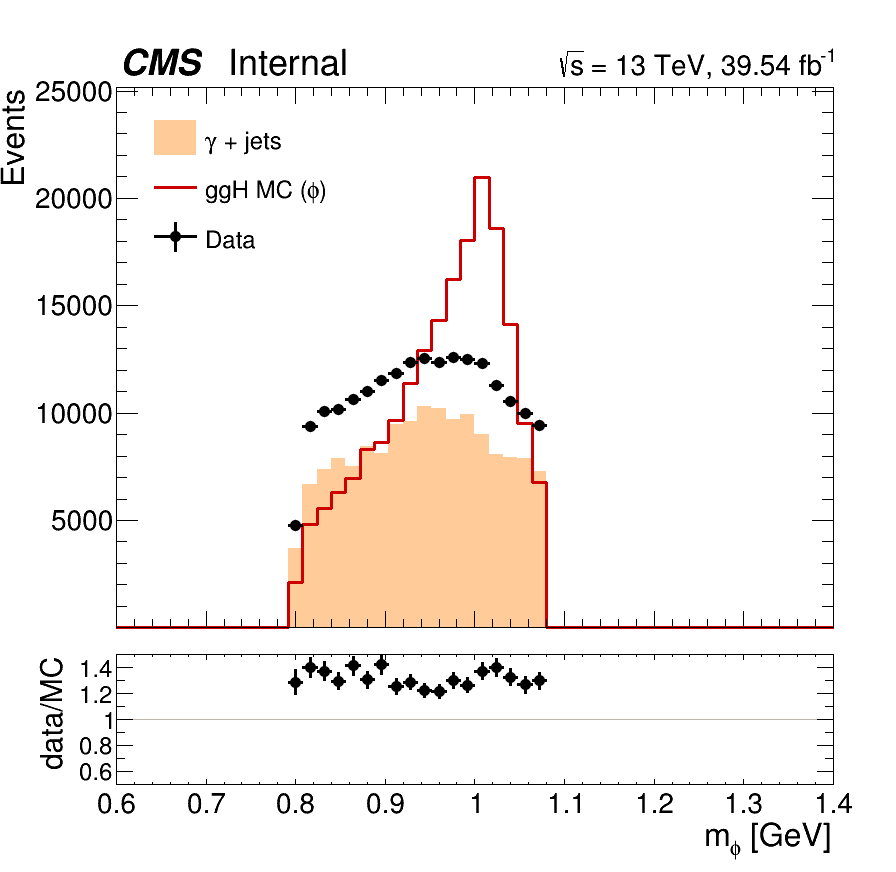 CMS Internal
√s = 13 TeV, 39.54 fb⁻¹
Events
25000
20000
15000
10000
5000
γ + jets
ggH MC (ϕ)
Data
data/MC
1.4
1.2
1
0.8
0.6
0.6 0.7 0.8 0.9 1 1.1 1.2 1.3 1.4
m_ϕ [GeV]